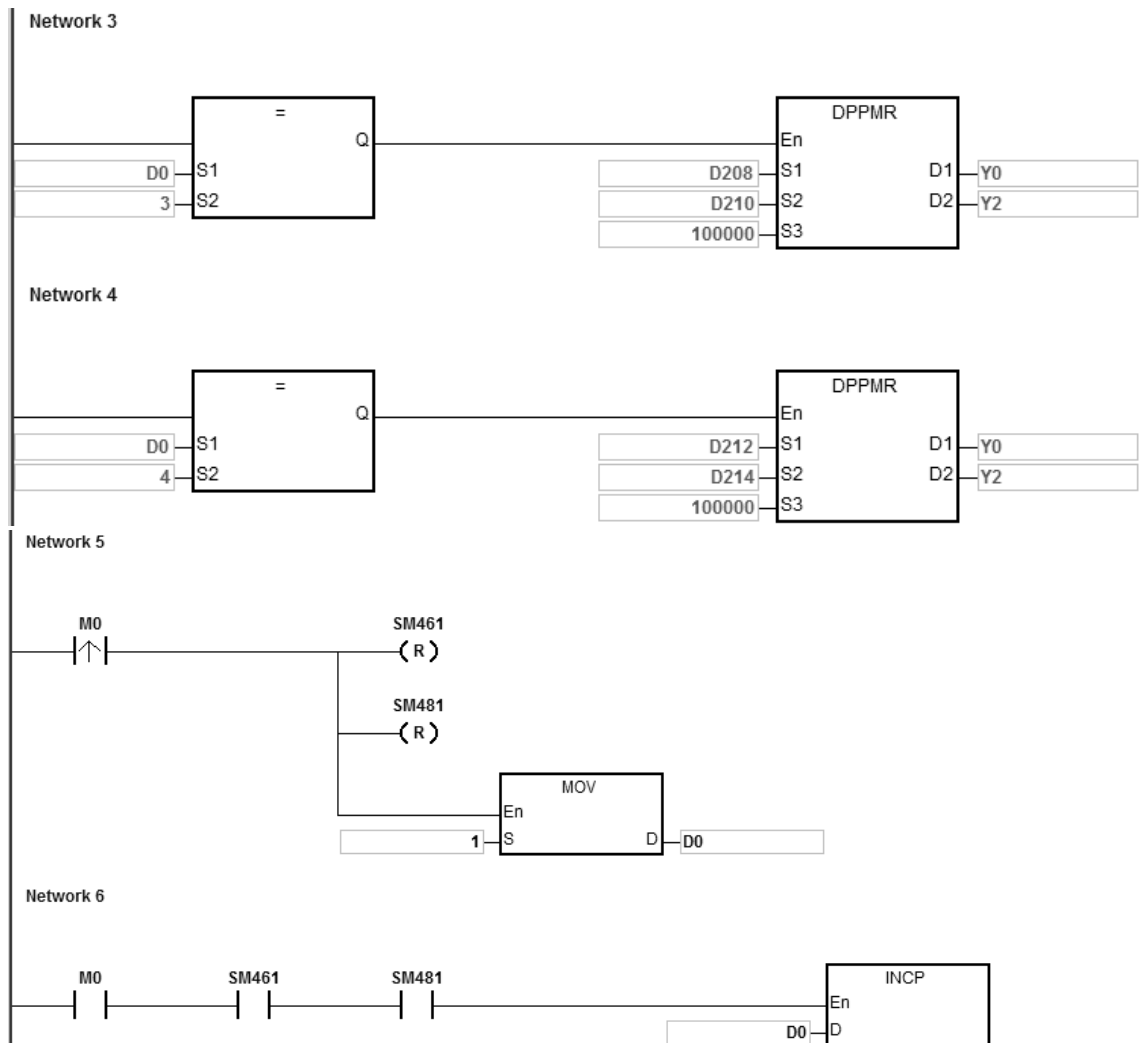 Network 3
=
DPPMR
Q
En
D0 S1
D208 S1 D1 Y0
3 S2
D210 S2 D2 Y2
100000 S3
Network 4
=
DPPMR
Q
En
D0 S1
D212 S1 D1 Y0
4 S2
D214 S2 D2 Y2
100000 S3
Network 5
M0 SM461
R
SM481
R
MOV
En
1 S D D0
Network 6
M0 SM461 SM481 INCP
En
D0 D